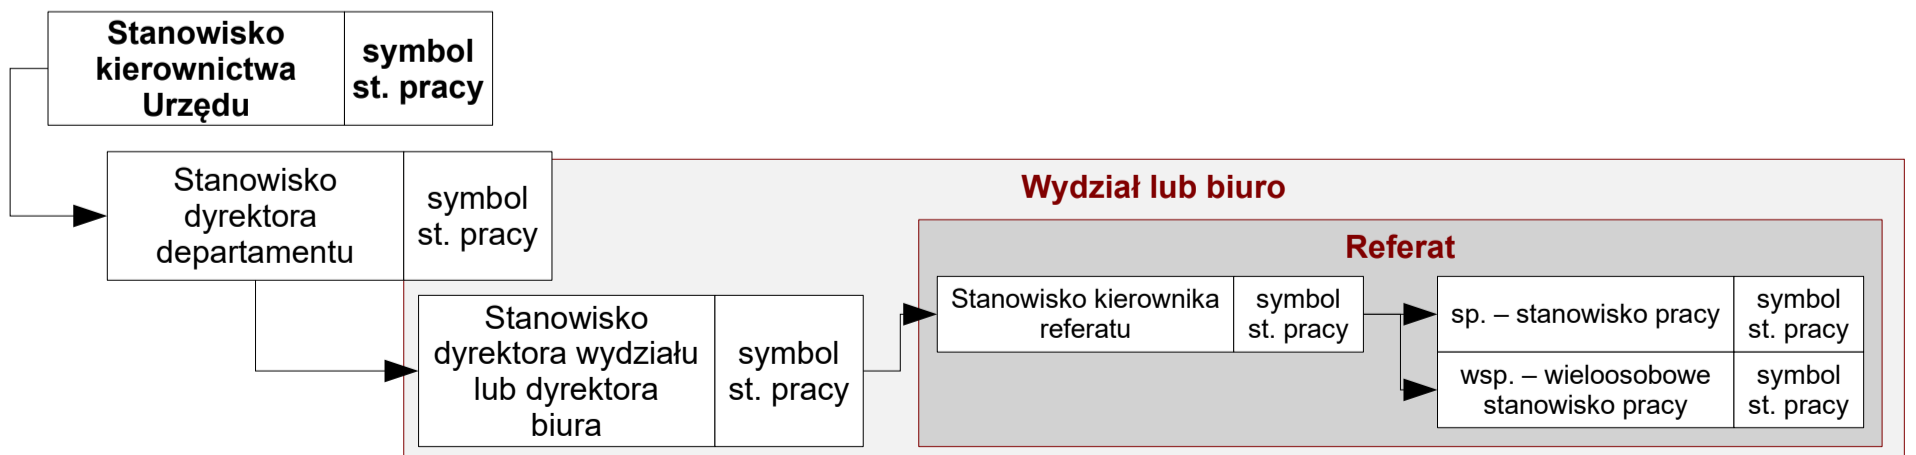 Stanowisko
kierownictwa
Urzędu
symbol
st. pracy
Stanowisko
dyrektora
departamentu
symbol
st. pracy
Wydział lub biuro
Referat
Stanowisko
dyrektora wydziału
lub dyrektora
biura
symbol
st. pracy
Stanowisko kierownika
referatu
symbol
st. pracy
sp. – stanowisko pracy
symbol
st. pracy
wsp. – wieloosobowe
stanowisko pracy
symbol
st. pracy